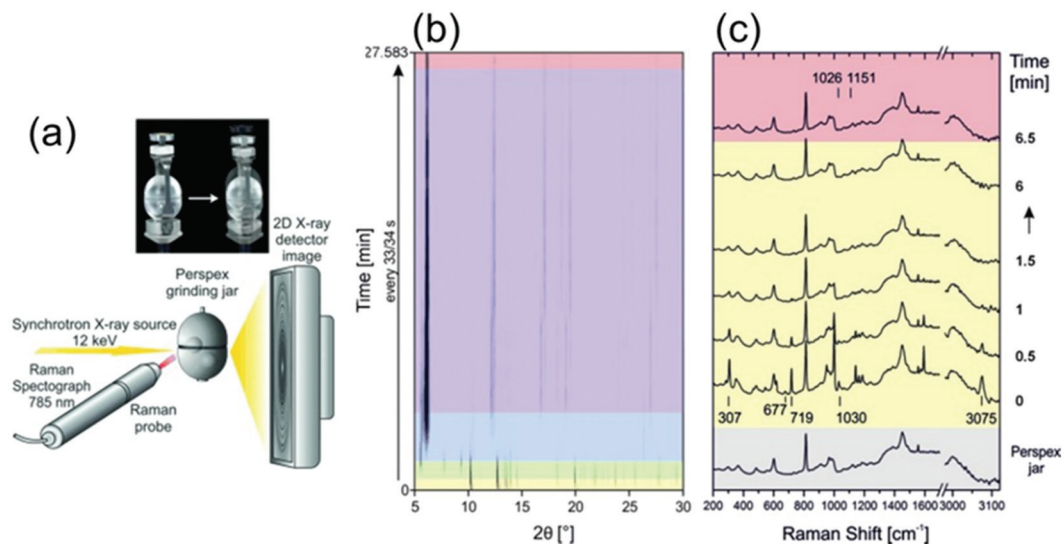 (a)
2D X-ray
detector
image
Perspex
grinding jar
Synchrotron X-ray source
12 keV
Raman
Spectrograph
785 nm
Raman
probe
(b)
27.583
Time [min]
every 33/34 s
0
5
10
15
20
25
30
2θ [°]
(c)
Time
[min]
1026 1151
6.5
6
1.5
1
0.5
0
307
677
719
1030
3075
Perspex
jar
200 400 600 800 1000 1200 1400 1600 3000 3100
Raman Shift [cm-1]